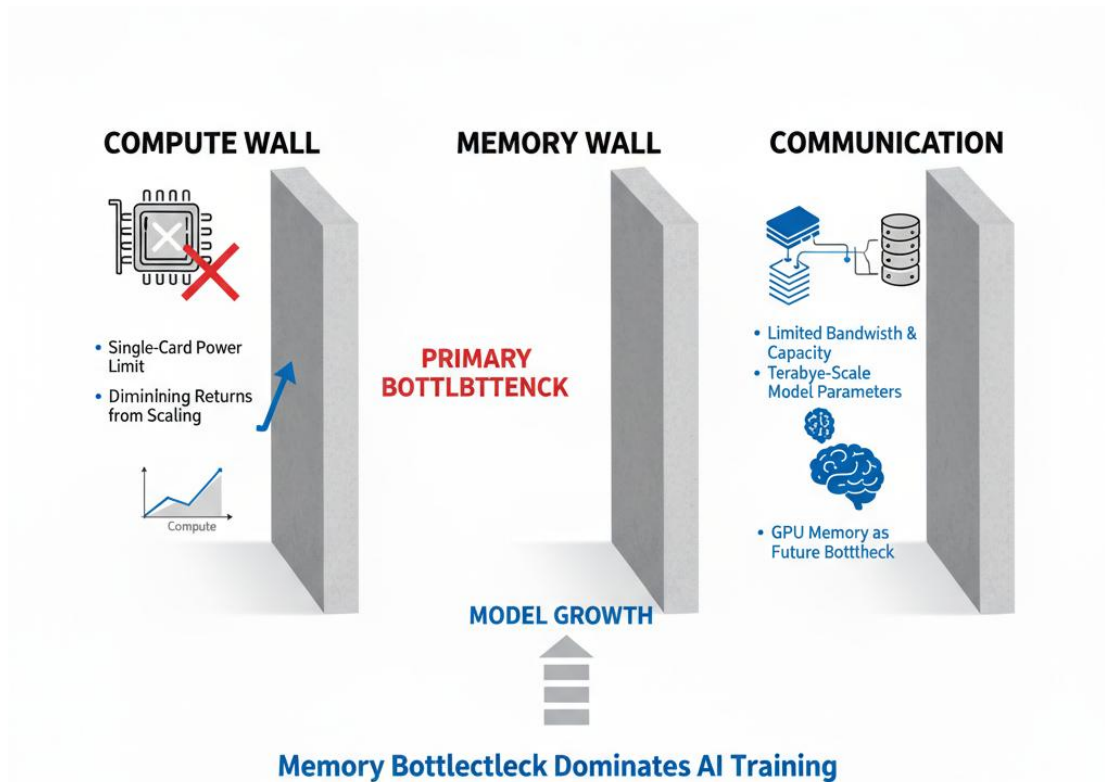 COMPUTE WALL
• Single-Card Power
Limit
• Diminlning Returns
from Scaling
Compute
MEMORY WALL
PRIMARY
BOTTLBTTENCK
MODEL GROWTH
COMMUNICATION
• Limited Bandwisth &
Capacity
• Terabye-Scale
Model Parameters
• GPU Memory as
Future Botttheck
Memory Bottlectleck Dominates AI Training